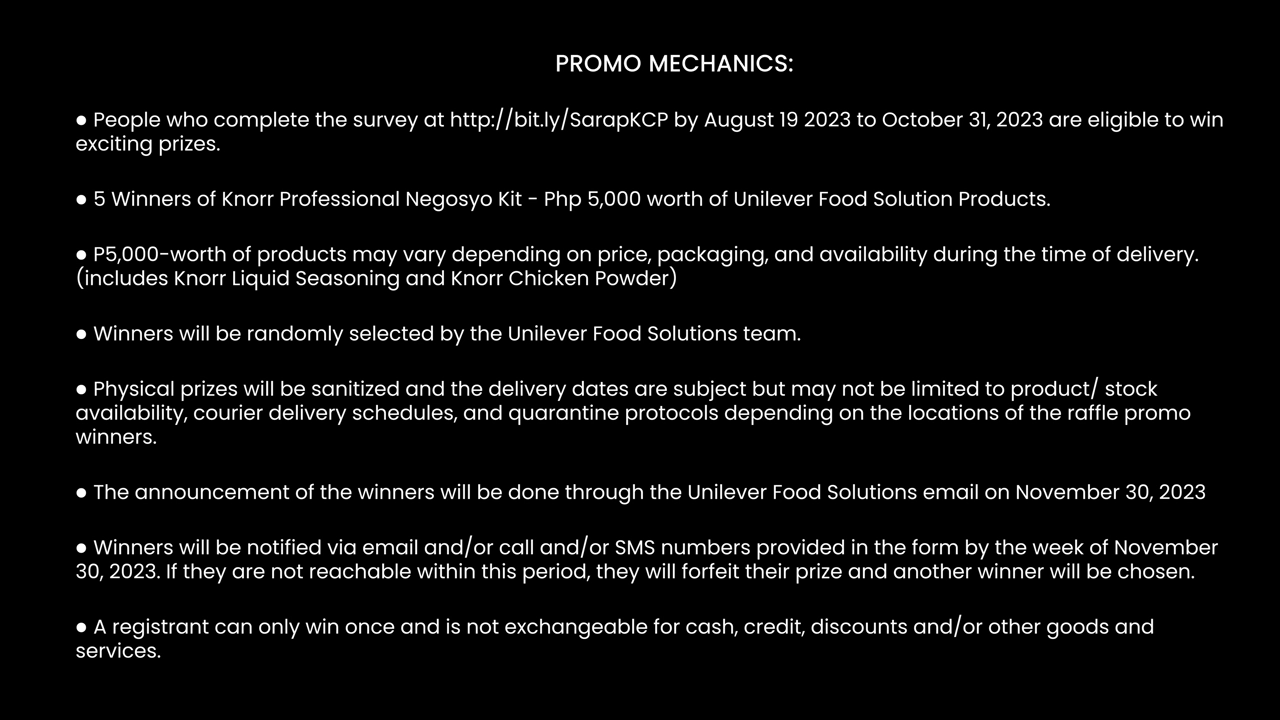 PROMO MECHANICS:
● People who complete the survey at http://bit.ly/SarapKCP by August 19 2023 to October 31, 2023 are eligible to win
exciting prizes.
● 5 Winners of Knorr Professional Negosyo Kit - Php 5,000 worth of Unilever Food Solution Products.
● P5,000-worth of products may vary depending on price, packaging, and availability during the time of delivery.
(includes Knorr Liquid Seasoning and Knorr Chicken Powder)
● Winners will be randomly selected by the Unilever Food Solutions team.
● Physical prizes will be sanitized and the delivery dates are subject but may not be limited to product/ stock
availability, courier delivery schedules, and quarantine protocols depending on the locations of the raffle promo
winners.
● The announcement of the winners will be done through the Unilever Food Solutions email on November 30, 2023
● Winners will be notified via email and/or call and/or SMS numbers provided in the form by the week of November
30, 2023. If they are not reachable within this period, they will forfeit their prize and another winner will be chosen.
● A registrant can only win once and is not exchangeable for cash, credit, discounts and/or other goods and
services.